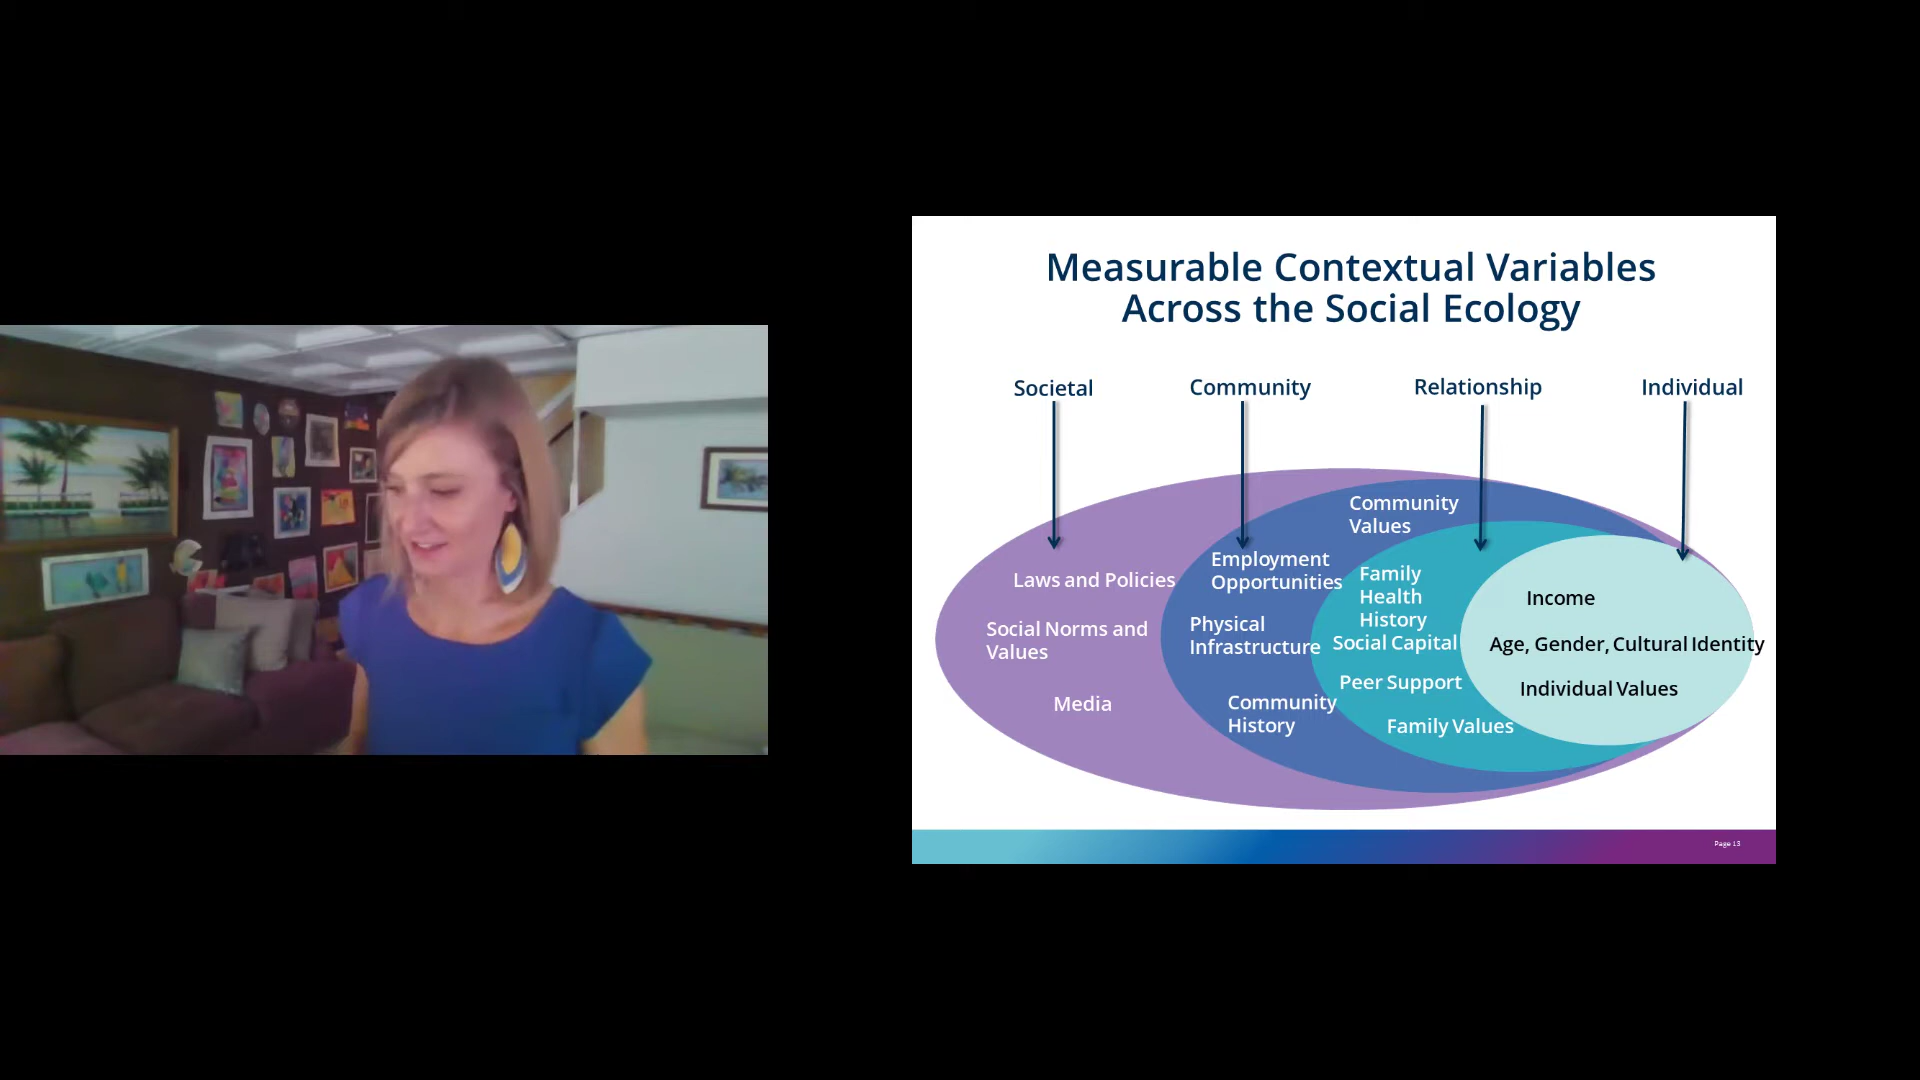 Measurable Contextual Variables
Across the Social Ecology
Societal
Community
Relationship
Individual
Laws and Policies
Social Norms and
Values
Media
Community
Values
Employment
Opportunities
Physical
Infrastructure
Community
History
Family
Health
History
Social Capital
Peer Support
Family Values
Income
Age, Gender, Cultural Identity
Individual Values
Page 13